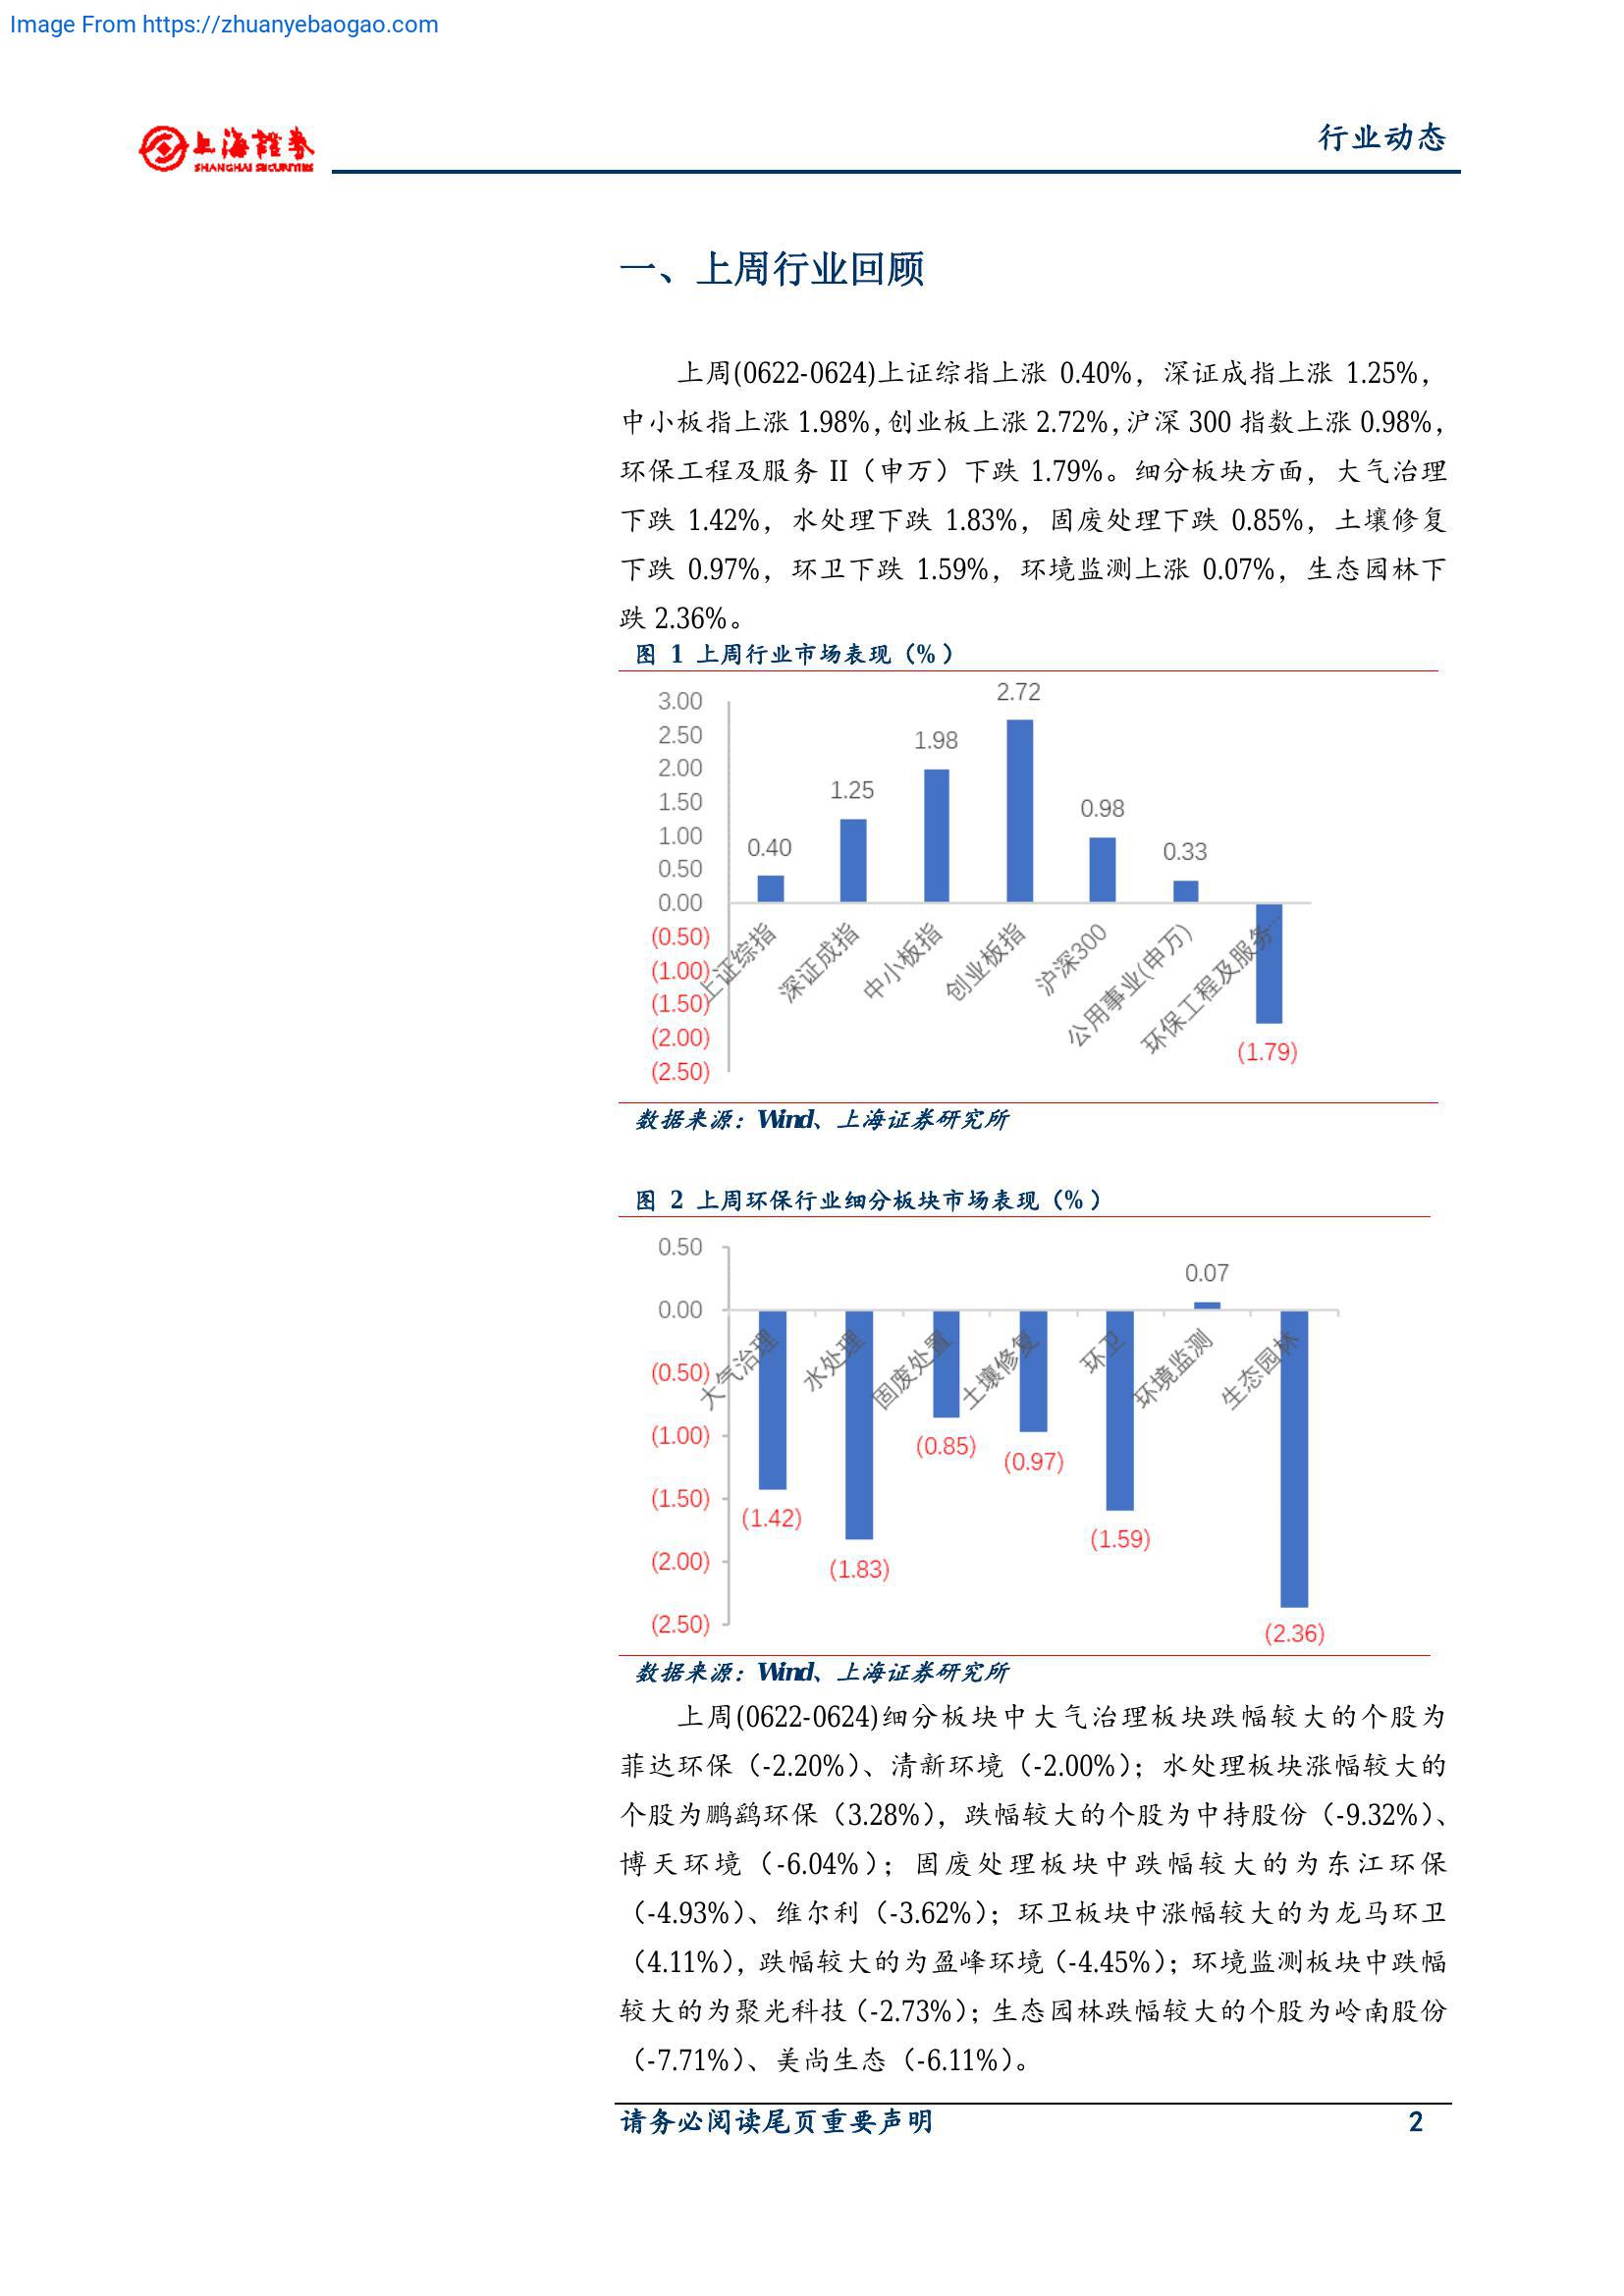 Image From https://zhuanyebaogao.com
上海證券
SHANGHAI SECURITIES
行业动态
一、上周行业回顾
上周(0622-0624)上证综指上涨 0.40%，深证成指上涨 1.25%，
中小板指上涨 1.98%，创业板上涨 2.72%，沪深 300 指数上涨 0.98%，
环保工程及服务 II（申万）下跌 1.79%。细分板块方面，大气治理
下跌 1.42%，水处理下跌 1.83%，固废处理下跌 0.85%，土壤修复
下跌 0.97%，环卫下跌 1.59%，环境监测上涨 0.07%，生态园林下
跌 2.36%。
图 1 上周行业市场表现（%）
3.00
2.50
2.00
1.50
1.00
0.50
0.00
(0.50)
(1.00)
(1.50)
(2.00)
(2.50)
0.40
1.25
1.98
2.72
0.98
0.33
(1.79)
上证综指
深证成指
中小板指
创业板指
沪深300
公用事业(申万)
环保工程及服务…
数据来源：Wind、上海证券研究所
图 2 上周环保行业细分板块市场表现（%）
0.50
0.00
(0.50)
(1.00)
(1.50)
(2.00)
(2.50)
大气治理
水处理
固废处置
土壤修复
环卫
环境监测
生态园林
(1.42)
(1.83)
(0.85)
(0.97)
(1.59)
0.07
(2.36)
数据来源：Wind、上海证券研究所
上周(0622-0624)细分板块中大气治理板块跌幅较大的个股为
菲达环保（-2.20%）、清新环境（-2.00%）；水处理板块涨幅较大的
个股为鹏鹞环保（3.28%），跌幅较大的个股为中持股份（-9.32%）、
博天环境（-6.04%）；固废处理板块中跌幅较大的为东江环保
（-4.93%）、维尔利（-3.62%）；环卫板块中涨幅较大的为龙马环卫
（4.11%），跌幅较大的为盈峰环境（-4.45%）；环境监测板块中跌幅
较大的为聚光科技（-2.73%）；生态园林跌幅较大的个股为岭南股份
（-7.71%）、美尚生态（-6.11%）。
请务必阅读尾页重要声明
2